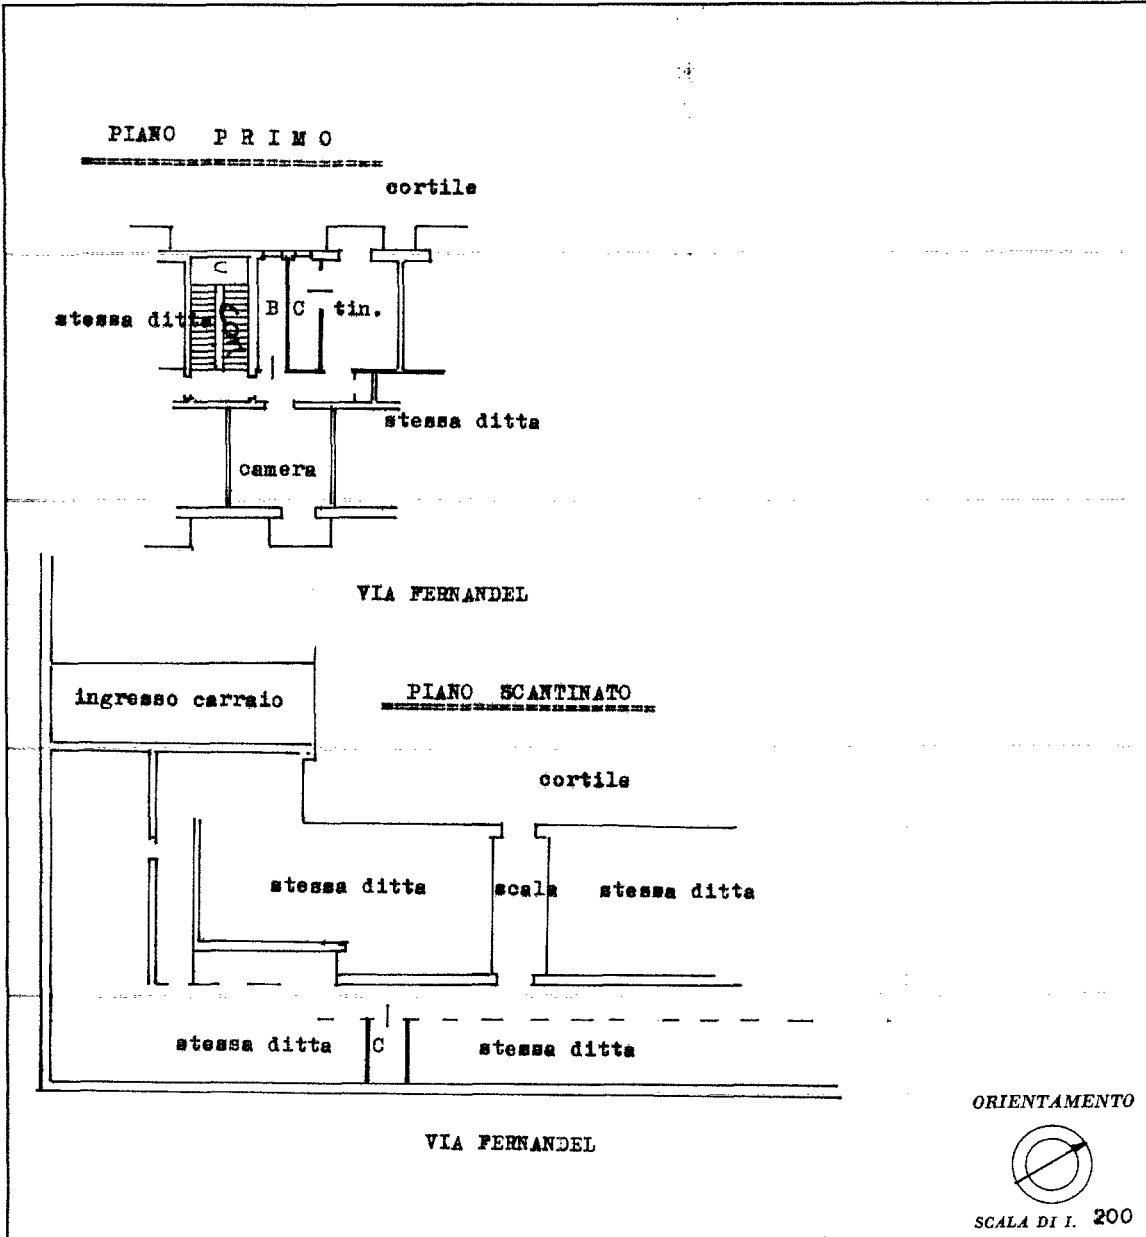 PIANO P R I M O
cortile
C
stessa ditta
B C tin.
stessa ditta
camera
VIA FERNANDEL
ingresso carraio
PIANO SCANTINATO
cortile
stessa ditta scala stessa ditta
stessa ditta C stessa ditta
VIA FERNANDEL
ORIENTAMENTO
SCALA DI I. 200